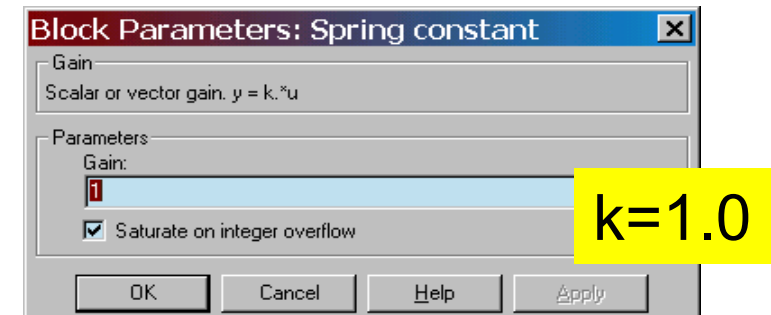 Block Parameters: Spring constant
Gain
Scalar or vector gain. y = k.*u
Parameters
Gain:
1
Saturate on integer overflow
k=1.0
OK Cancel Help Apply